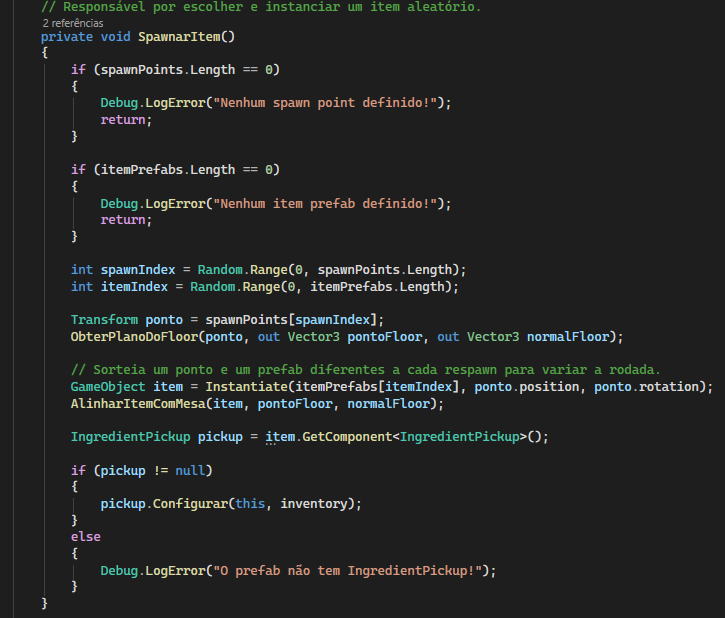 // Responsável por escolher e instanciar um item aleatório.
2 referências
private void SpawnarItem()
{
    if (spawnPoints.Length == 0)
    {
        Debug.LogError("Nenhum spawn point definido!");
        return;
    }

    if (itemPrefabs.Length == 0)
    {
        Debug.LogError("Nenhum item prefab definido!");
        return;
    }

    int spawnIndex = Random.Range(0, spawnPoints.Length);
    int itemIndex = Random.Range(0, itemPrefabs.Length);

    Transform ponto = spawnPoints[spawnIndex];
    ObterPlanoDoFloor(ponto, out Vector3 pontoFloor, out Vector3 normalFloor);

    // Sorteia um ponto e um prefab diferentes a cada respawn para variar a rodada.
    GameObject item = Instantiate(itemPrefabs[itemIndex], ponto.position, ponto.rotation);
    AlinharItemComMesa(item, pontoFloor, normalFloor);

    IngredientPickup pickup = item.GetComponent<IngredientPickup>();

    if (pickup != null)
    {
        pickup.Configurar(this, inventory);
    }
    else
    {
        Debug.LogError("O prefab não tem IngredientPickup!");
    }
}